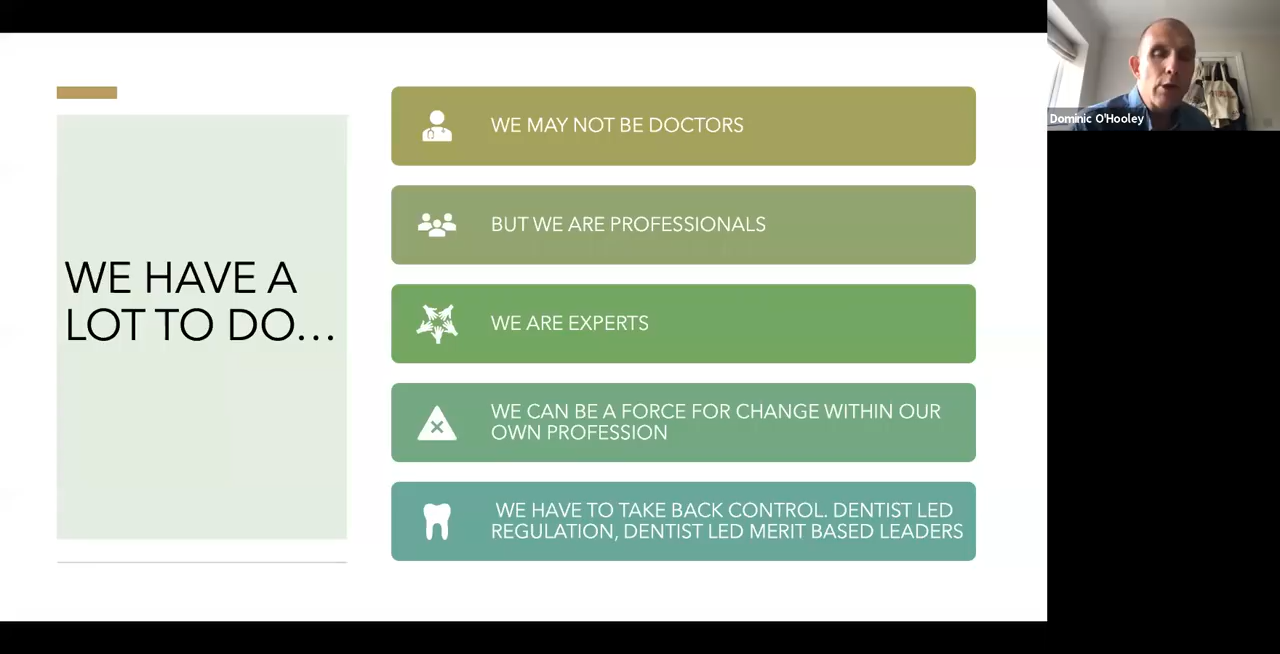 WE HAVE A
LOT TO DO...
WE MAY NOT BE DOCTORS
BUT WE ARE PROFESSIONALS
WE ARE EXPERTS
WE CAN BE A FORCE FOR CHANGE WITHIN OUR
OWN PROFESSION
WE HAVE TO TAKE BACK CONTROL. DENTIST LED
REGULATION, DENTIST LED MERIT BASED LEADERS
Dominic O'Hooley